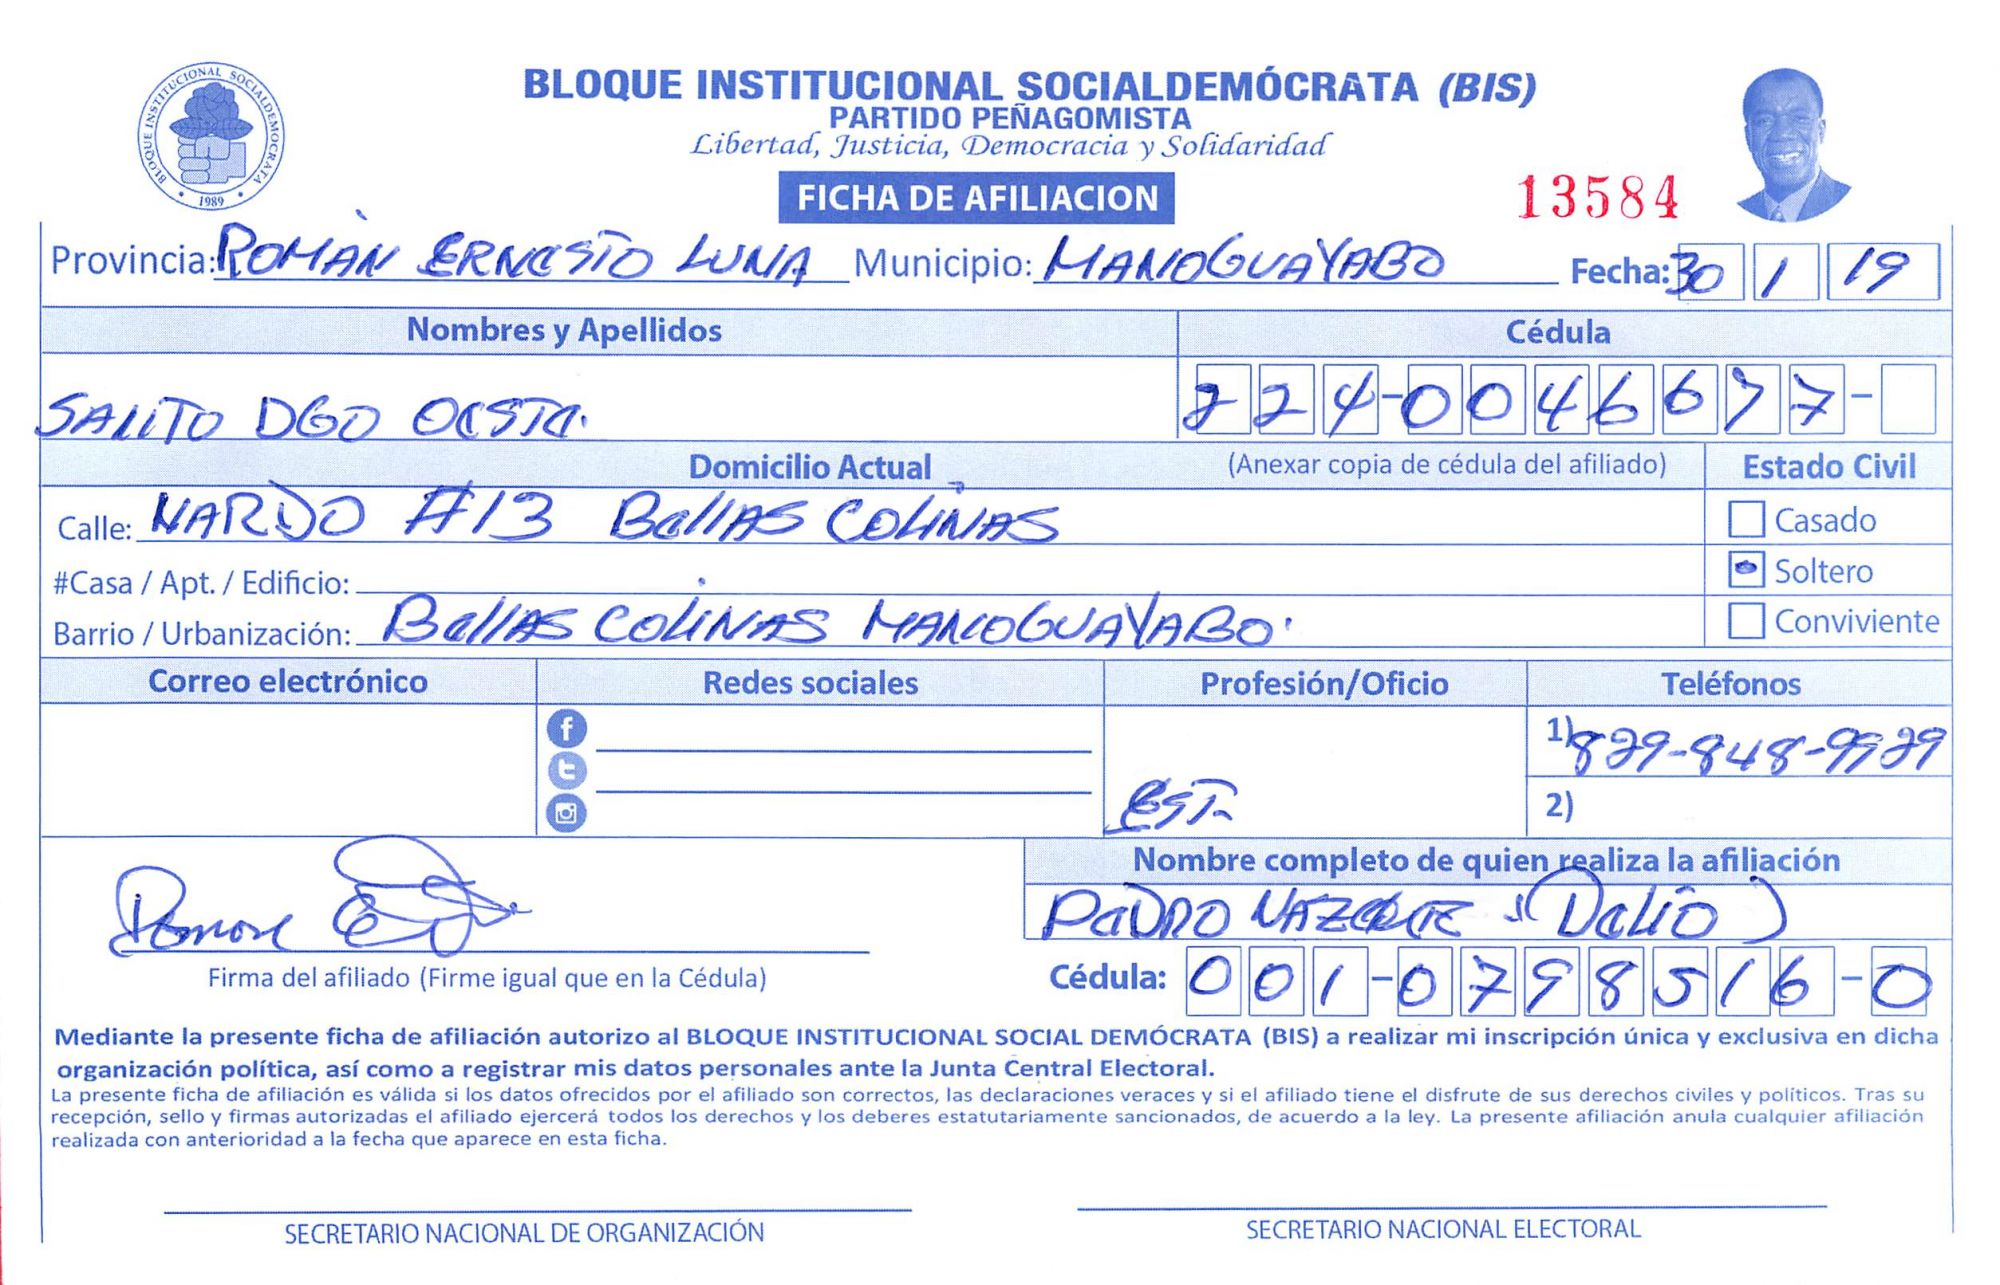 BLOQUE INSTITUCIONAL SOCIALDEMOCRATA
1989
BLOQUE INSTITUCIONAL SOCIALDEMÓCRATA (BIS)
PARTIDO PEÑAGOMISTA
Libertad, Justicia, Democracia y Solidaridad
FICHA DE AFILIACION
13584
Provincia: ROMÀN ERNESTO LUNA Municipio: MANOGUAYABO Fecha: 30 1 19
Nombres y Apellidos Cédula
SANTO DGO OESTE. 224-0046677-
Domicilio Actual (Anexar copia de cédula del afiliado) Estado Civil
Calle: NARDO #13 BellAS COLINAS Casado
#Casa / Apt. / Edificio: Soltero
Barrio / Urbanización: BellAS COLINAS MANOGUAYABO. Conviviente
Correo electrónico Redes sociales Profesión/Oficio Teléfonos
1) 829-848-9929
EST. 2)
Nombre completo de quien realiza la afiliación
PeDRO (DeLIO)
Firma del afiliado (Firme igual que en la Cédula) Cédula: 001-0798516-0
Mediante la presente ficha de afiliación autorizo al BLOQUE INSTITUCIONAL SOCIAL DEMÓCRATA (BIS) a realizar mi inscripción única y exclusiva en dicha
organización política, así como a registrar mis datos personales ante la Junta Central Electoral.
La presente ficha de afiliación es válida si los datos ofrecidos por el afiliado son correctos, las declaraciones veraces y si el afiliado tiene el disfrute de sus derechos civiles y políticos. Tras su
recepción, sello y firmas autorizadas el afiliado ejercerá todos los derechos y los deberes estatutariamente sancionados, de acuerdo a la ley. La presente afiliación anula cualquier afiliación
realizada con anterioridad a la fecha que aparece en esta ficha.
SECRETARIO NACIONAL DE ORGANIZACIÓN SECRETARIO NACIONAL ELECTORAL